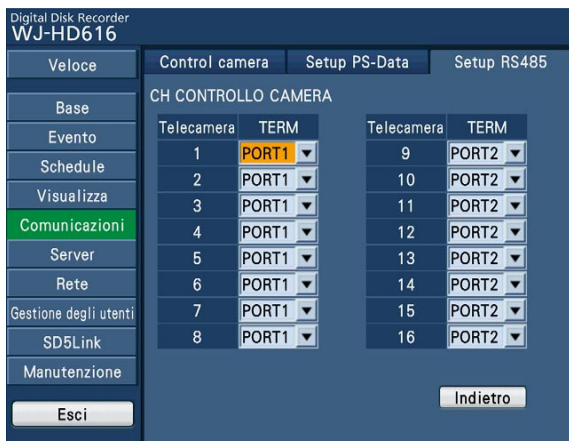 Digital Disk Recorder
WJ-HD616
Veloce
Base
Evento
Schedule
Visualizza
Comunicazioni
Server
Rete
Gestione degli utenti
SD5Link
Manutenzione
Esci
Control camera Setup PS-Data Setup RS485
CH CONTROLLO CAMERA
Telecamera TERM Telecamera TERM
1 PORT1 9 PORT2
2 PORT1 10 PORT2
3 PORT1 11 PORT2
4 PORT1 12 PORT2
5 PORT1 13 PORT2
6 PORT1 14 PORT2
7 PORT1 15 PORT2
8 PORT1 16 PORT2
Indietro